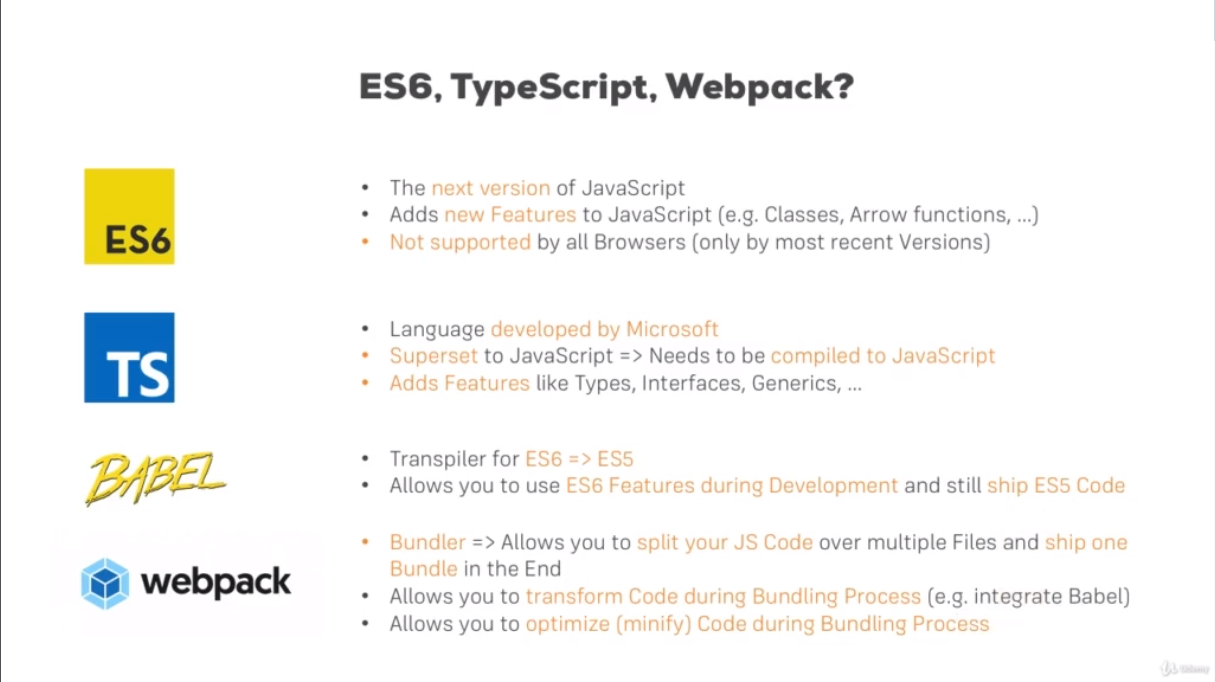 ES6, TypeScript, Webpack?
ES6
• The next version of JavaScript
• Adds new Features to JavaScript (e.g. Classes, Arrow functions, ...)
• Not supported by all Browsers (only by most recent Versions)
TS
• Language developed by Microsoft
• Superset to JavaScript => Needs to be compiled to JavaScript
• Adds Features like Types, Interfaces, Generics, ...
BABEL
• Transpiler for ES6 => ES5
• Allows you to use ES6 Features during Development and still ship ES5 Code
webpack
• Bundler => Allows you to split your JS Code over multiple Files and ship one
Bundle in the End
• Allows you to transform Code during Bundling Process (e.g. integrate Babel)
• Allows you to optimize (minify) Code during Bundling Process
Udemy